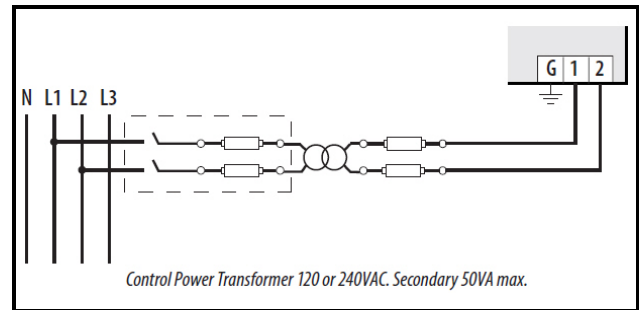 G 1 2
N L1 L2 L3
Control Power Transformer 120 or 240VAC. Secondary 50VA max.